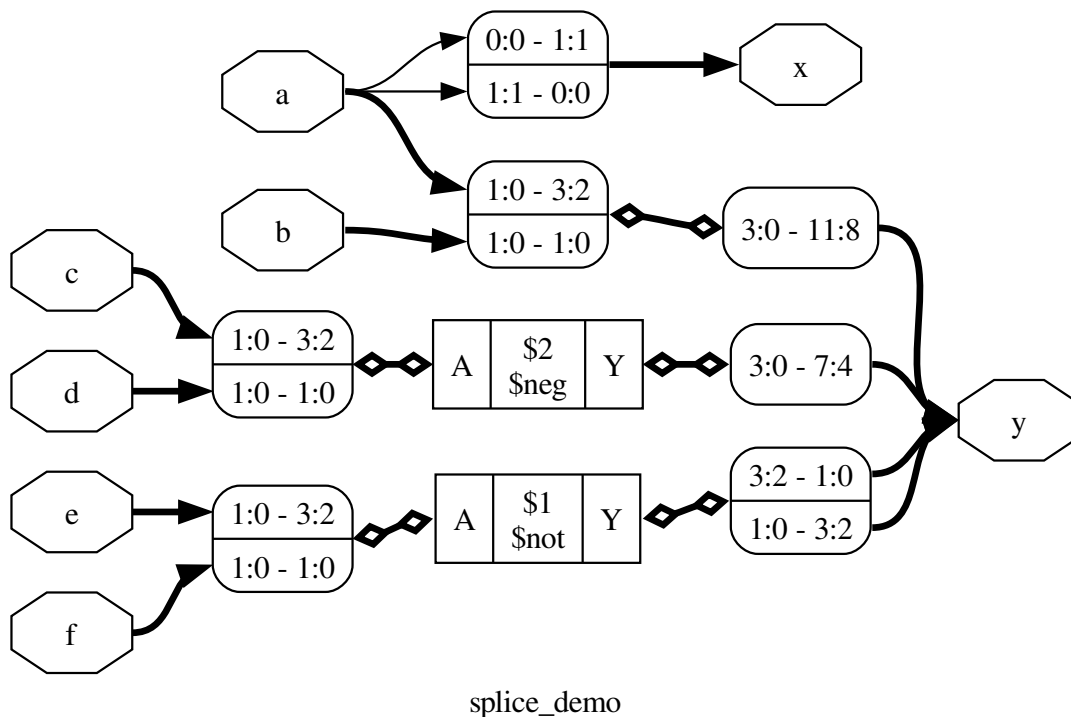 0:0 - 1:1
1:1 - 0:0
x
a
1:0 - 3:2
1:0 - 1:0
b
3:0 - 11:8
c
1:0 - 3:2
1:0 - 1:0
d
A
$2
$neg
Y
3:0 - 7:4
y
e
1:0 - 3:2
1:0 - 1:0
f
A
$1
$not
Y
3:2 - 1:0
1:0 - 3:2
splice_demo